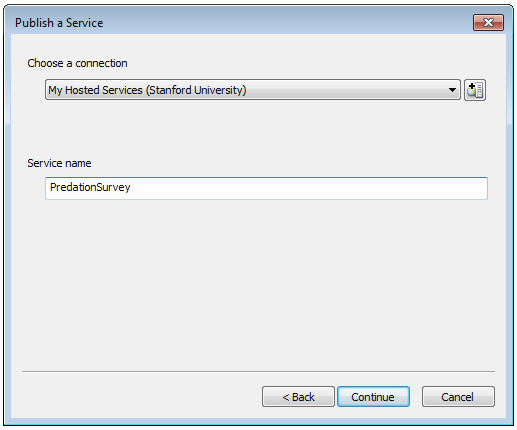 Publish a Service
Choose a connection
My Hosted Services (Stanford University)
Service name
PredationSurvey
< Back
Continue
Cancel